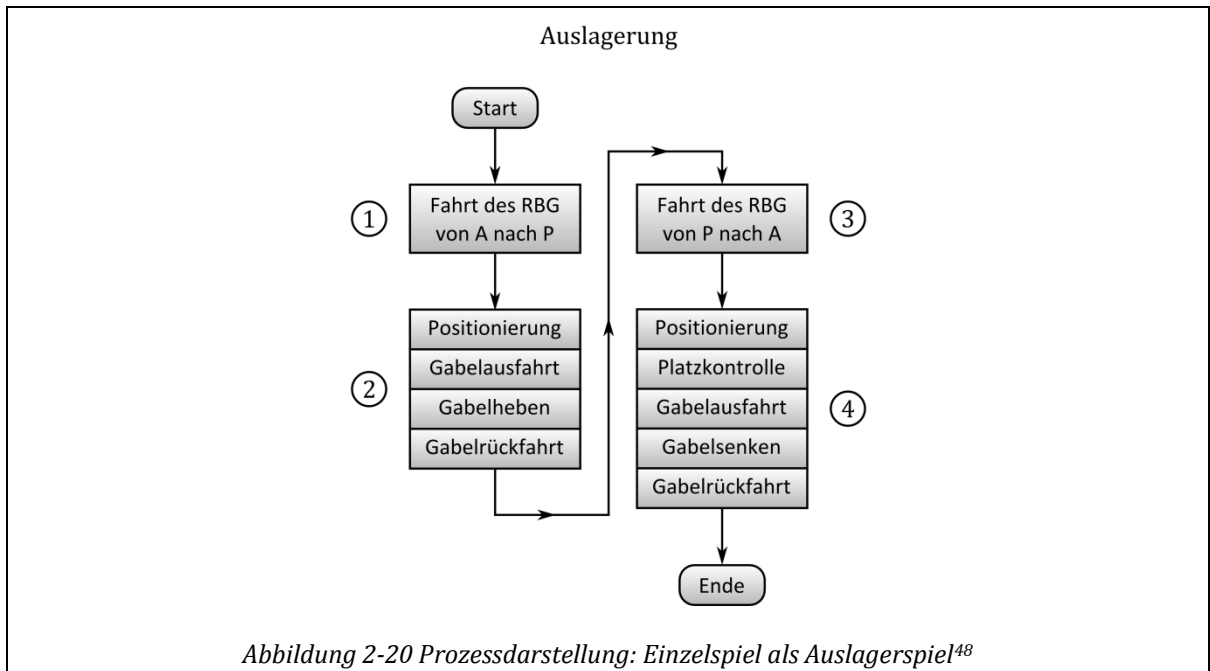 Auslagerung
Start
①
Fahrt des RBG
von A nach P
②
Positionierung
Gabelausfahrt
Gabelheben
Gabelrückfahrt
Fahrt des RBG
von P nach A
③
Positionierung
Platzkontrolle
Gabelausfahrt
Gabelsenken
Gabelrückfahrt
④
Ende
Abbildung 2-20 Prozessdarstellung: Einzelspiel als Auslagerspiel⁴⁸